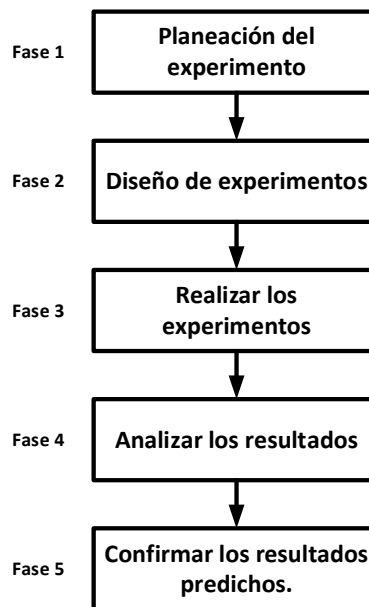 Fase 1
Planeación del
experimento
Fase 2
Diseño de experimentos
Fase 3
Realizar los
experimentos
Fase 4
Analizar los resultados
Fase 5
Confirmar los resultados
predichos.